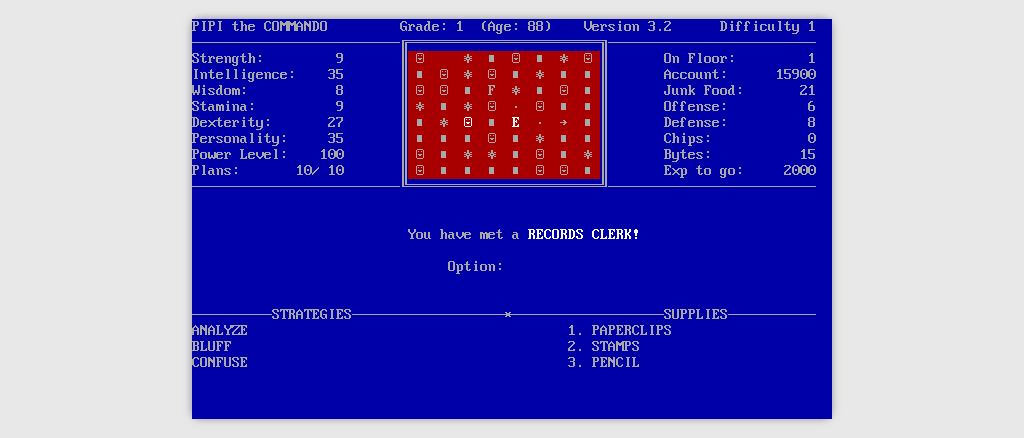 PIPI the COMMANDO Grade: 1 (Age: 88) Version 3.2 Difficulty 1
Strength: 9 On Floor: 1
Intelligence: 35 Account: 15900
Wisdom: 8 F Junk Food: 21
Stamina: 9 Offense: 6
Dexterity: 27 E Defense: 8
Personality: 35 Chips: 0
Power Level: 100 Bytes: 15
Plans: 10/ 10 Exp to go: 2000
You have met a RECORDS CLERK!
Option:
STRATEGIES SUPPLIES
ANALYZE 1. PAPERCLIPS
BLUFF 2. STAMPS
CONFUSE 3. PENCIL